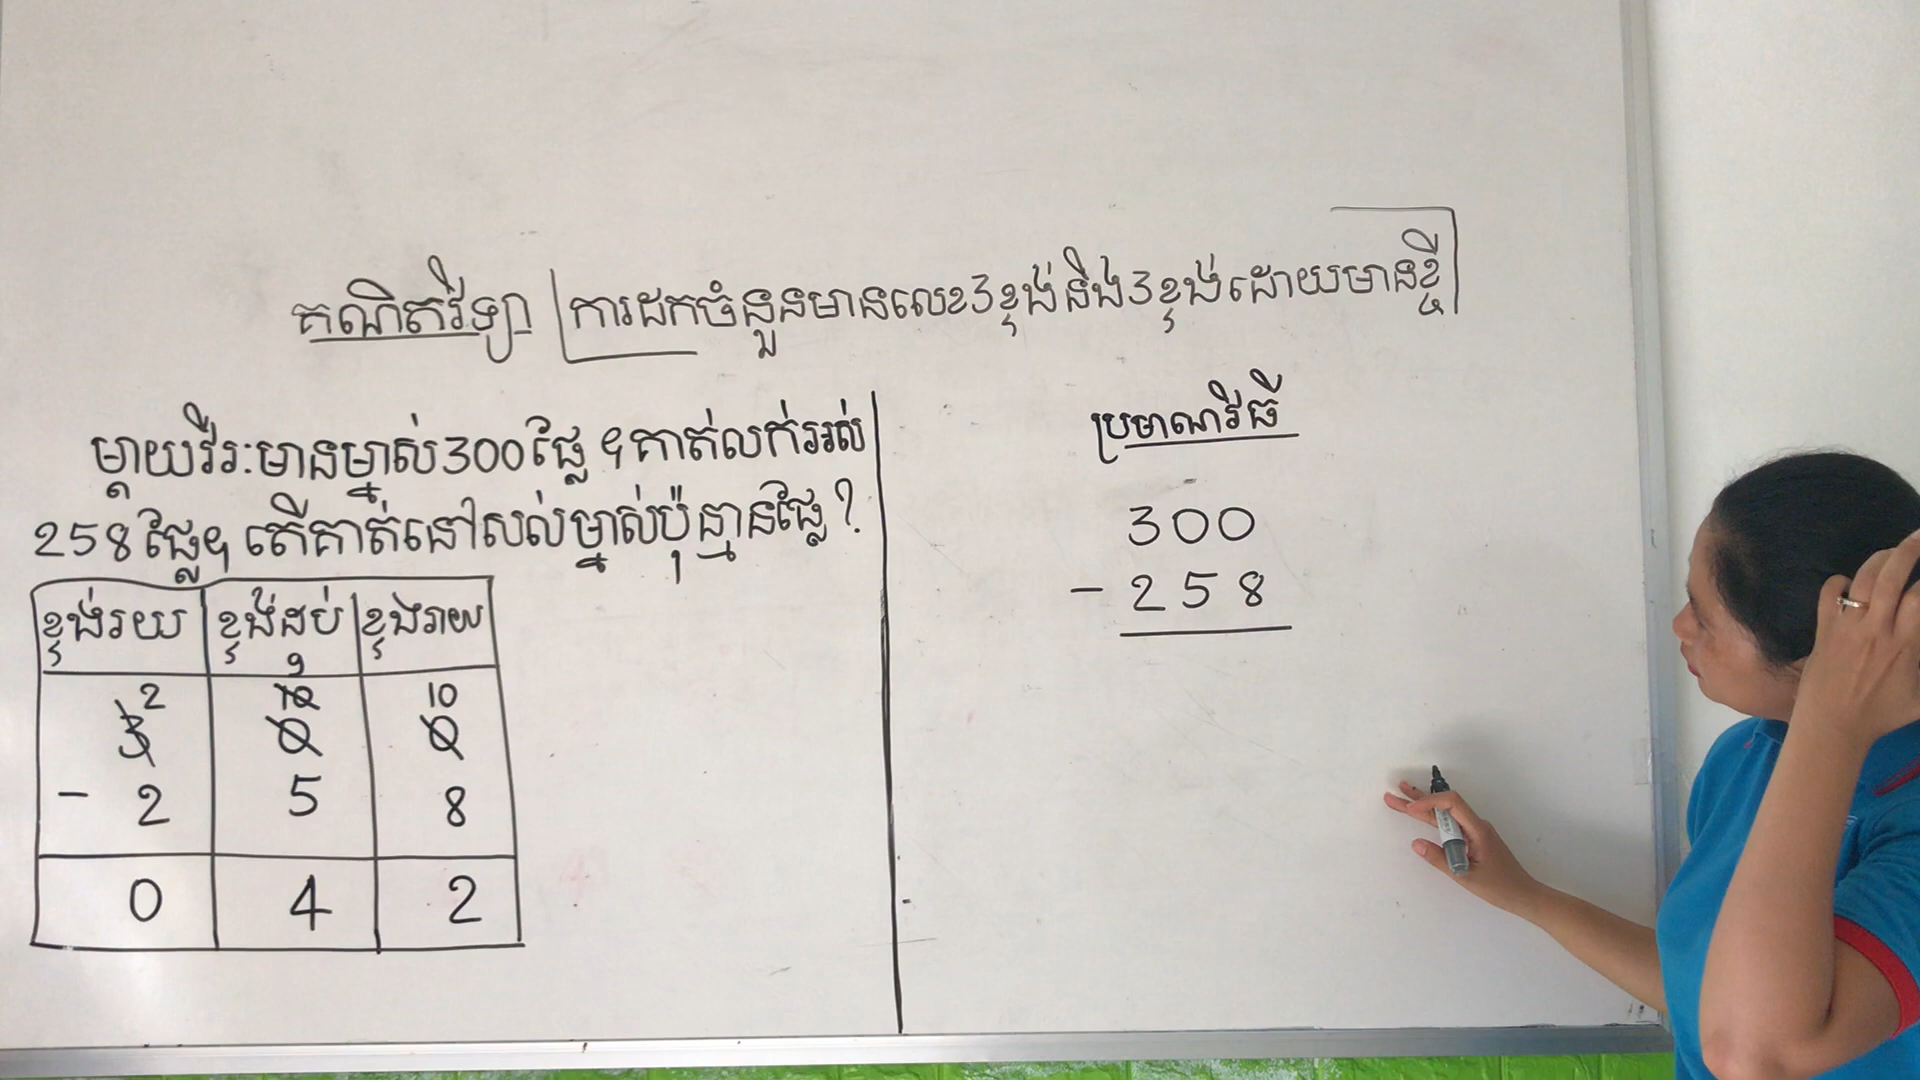 គណិតវិទ្យា ការដកចំនួនមានលេខ3ខ្ទង់នឹង3ខ្ទង់ដោយមានខ្ចី
ម្ដាយវីរៈមានម្នាស់300ផ្លែ ។គាត់លក់អស់
258ផ្លែ។ តើគាត់នៅសល់ម្នាស់ប៉ុន្មានផ្លែ?
ខ្ទង់រយ ខ្ទង់ដប់ ខ្ទង់រាយ
9
2 10 10
3 0 0
- 2 5 8
0 4 2
ប្រមាណវិធី
300
- 258